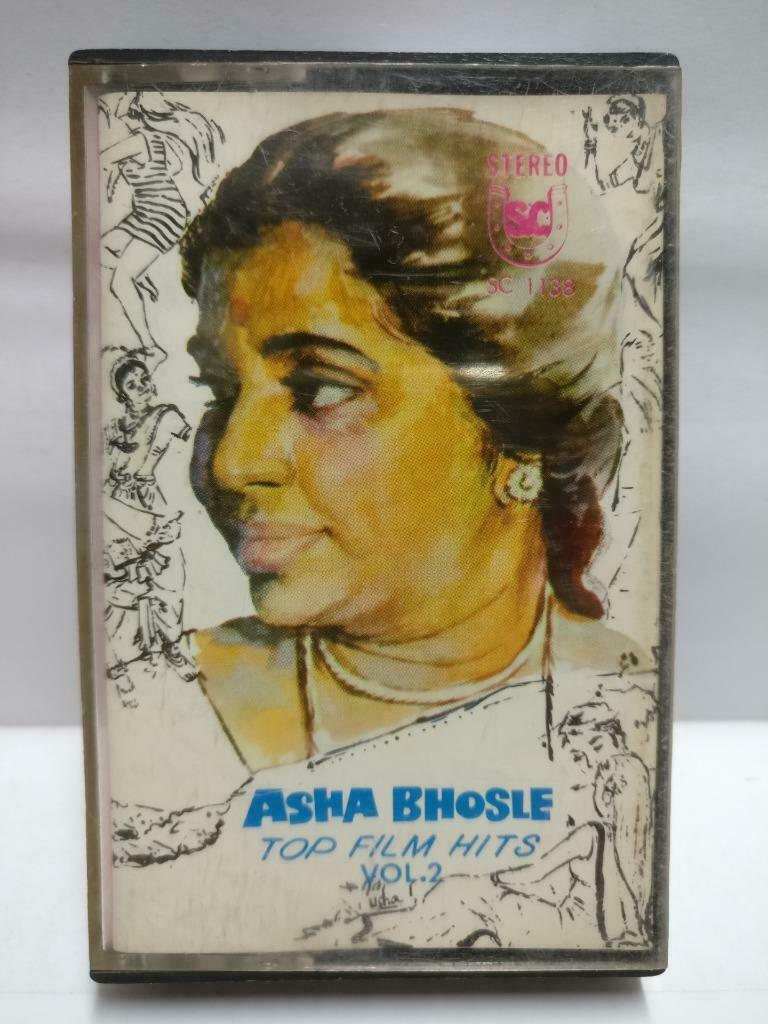 STEREO
SC
SC 1138
ASHA BHOSLE
TOP FILM HITS
VOL.2